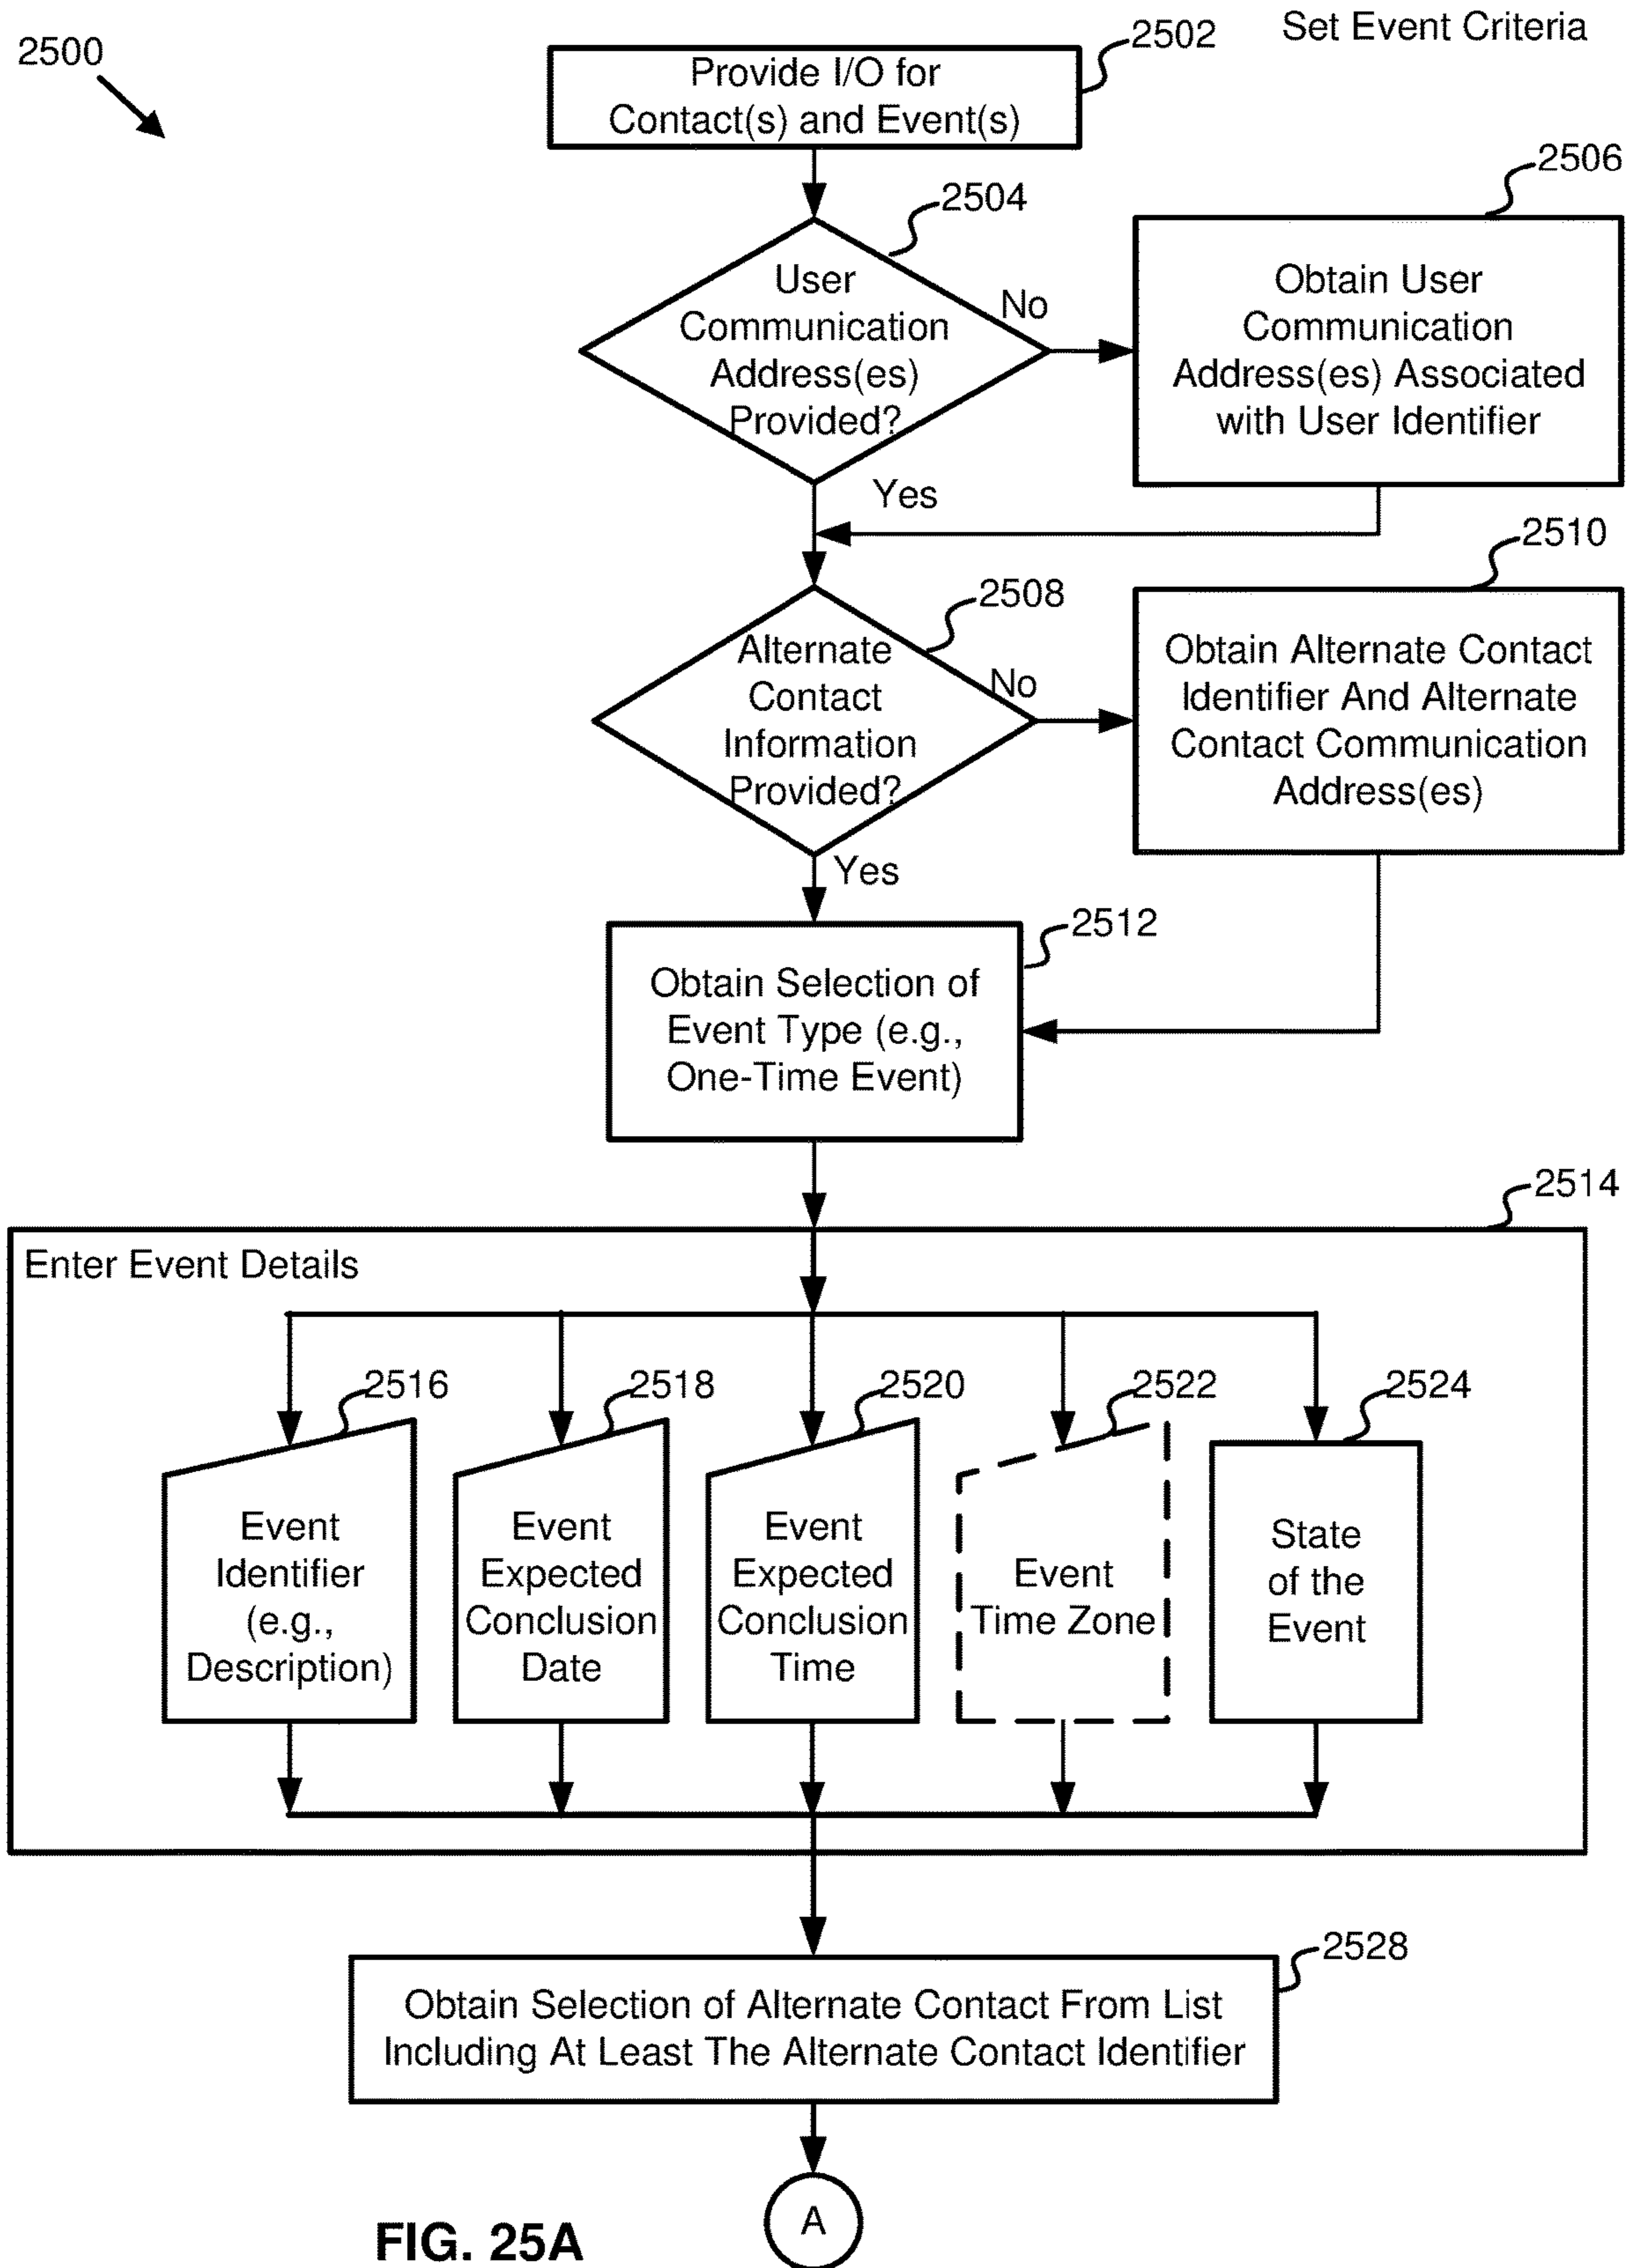 2500
Set Event Criteria
2502
Provide I/O for
Contact(s) and Event(s)
2504
User
Communication
Address(es)
Provided?
No
2506
Obtain User
Communication
Address(es) Associated
with User Identifier
Yes
2508
Alternate
Contact
Information
Provided?
No
2510
Obtain Alternate Contact
Identifier And Alternate
Contact Communication
Address(es)
Yes
2512
Obtain Selection of
Event Type (e.g.,
One-Time Event)
2514
Enter Event Details
2516
Event
Identifier
(e.g.,
Description)
2518
Event
Expected
Conclusion
Date
2520
Event
Expected
Conclusion
Time
2522
Event
Time Zone
2524
State
of the
Event
2528
Obtain Selection of Alternate Contact From List
Including At Least The Alternate Contact Identifier
A
FIG. 25A